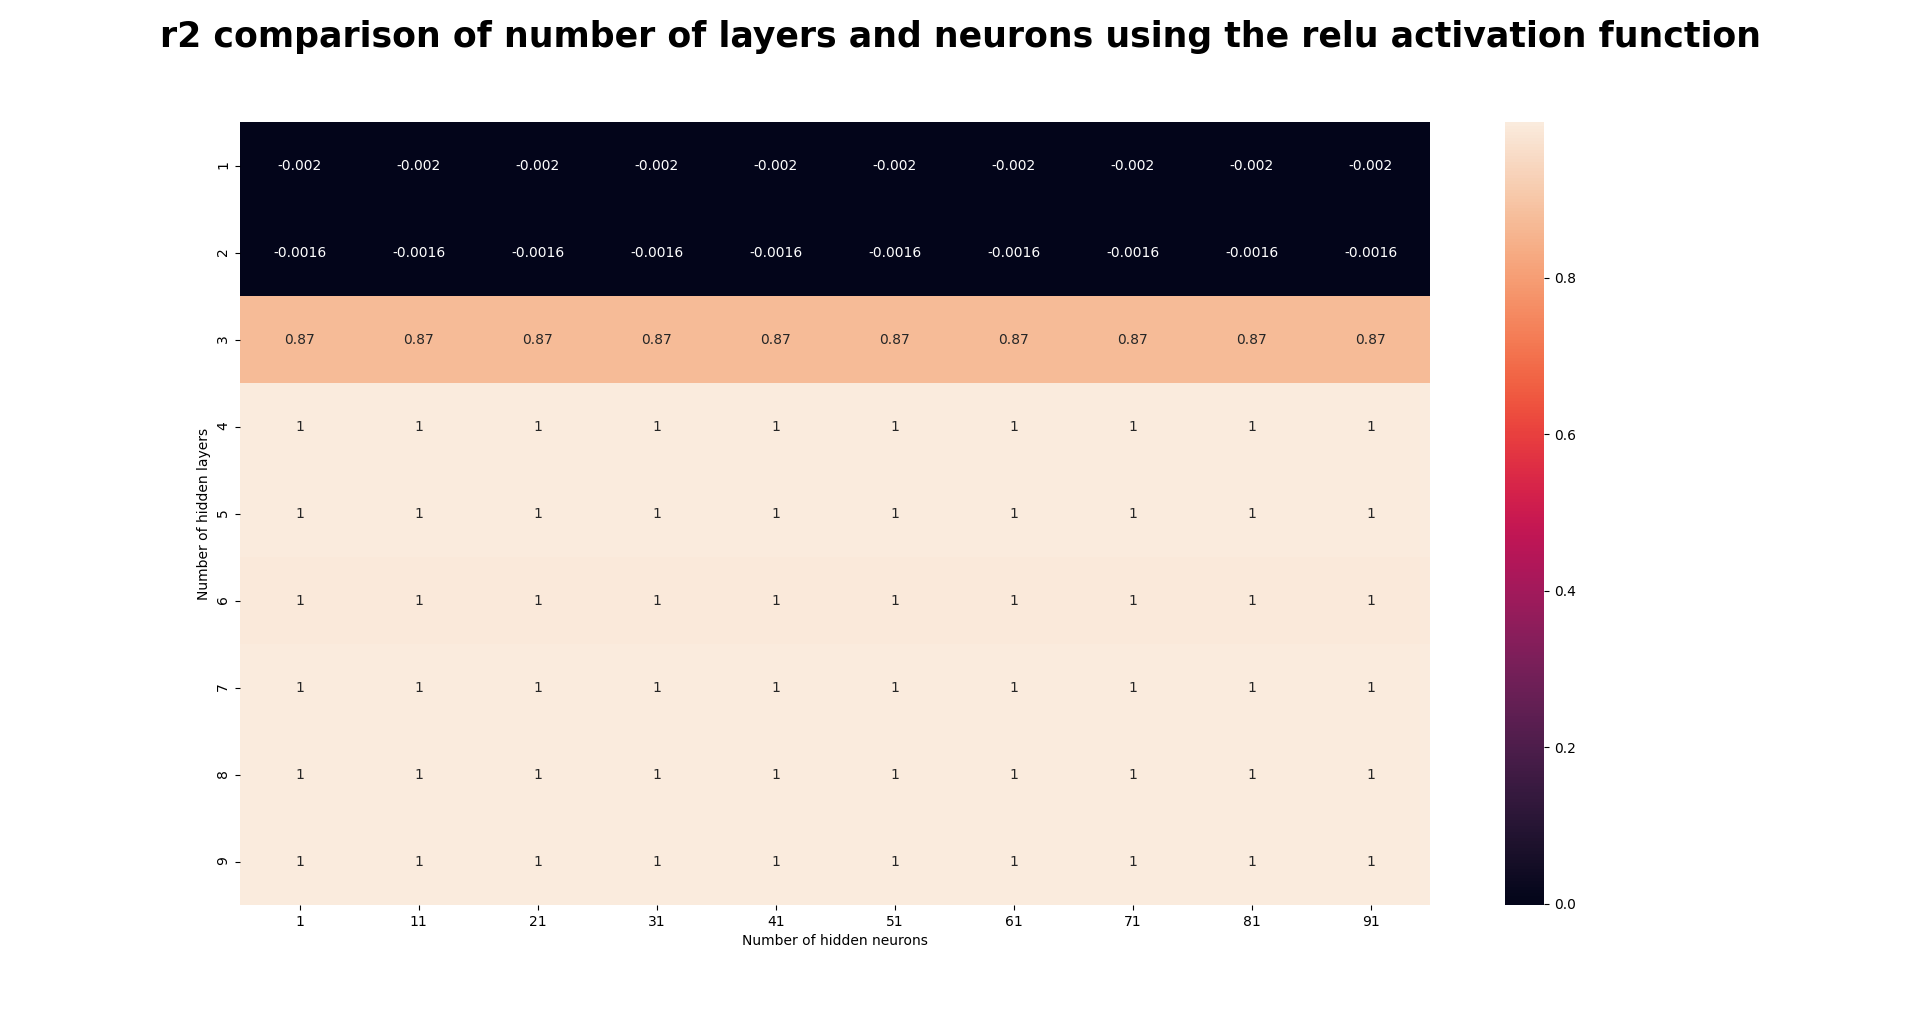 r2 comparison of number of layers and neurons using the relu activation function
1 -0.002 -0.002 -0.002 -0.002 -0.002 -0.002 -0.002 -0.002 -0.002 -0.002
2 -0.0016 -0.0016 -0.0016 -0.0016 -0.0016 -0.0016 -0.0016 -0.0016 -0.0016 -0.0016
3 0.87 0.87 0.87 0.87 0.87 0.87 0.87 0.87 0.87 0.87
4 1 1 1 1 1 1 1 1 1 1
5 1 1 1 1 1 1 1 1 1 1
6 1 1 1 1 1 1 1 1 1 1
7 1 1 1 1 1 1 1 1 1 1
8 1 1 1 1 1 1 1 1 1 1
9 1 1 1 1 1 1 1 1 1 1
Number of hidden layers
1 11 21 31 41 51 61 71 81 91
Number of hidden neurons
0.8
0.6
0.4
0.2
0.0